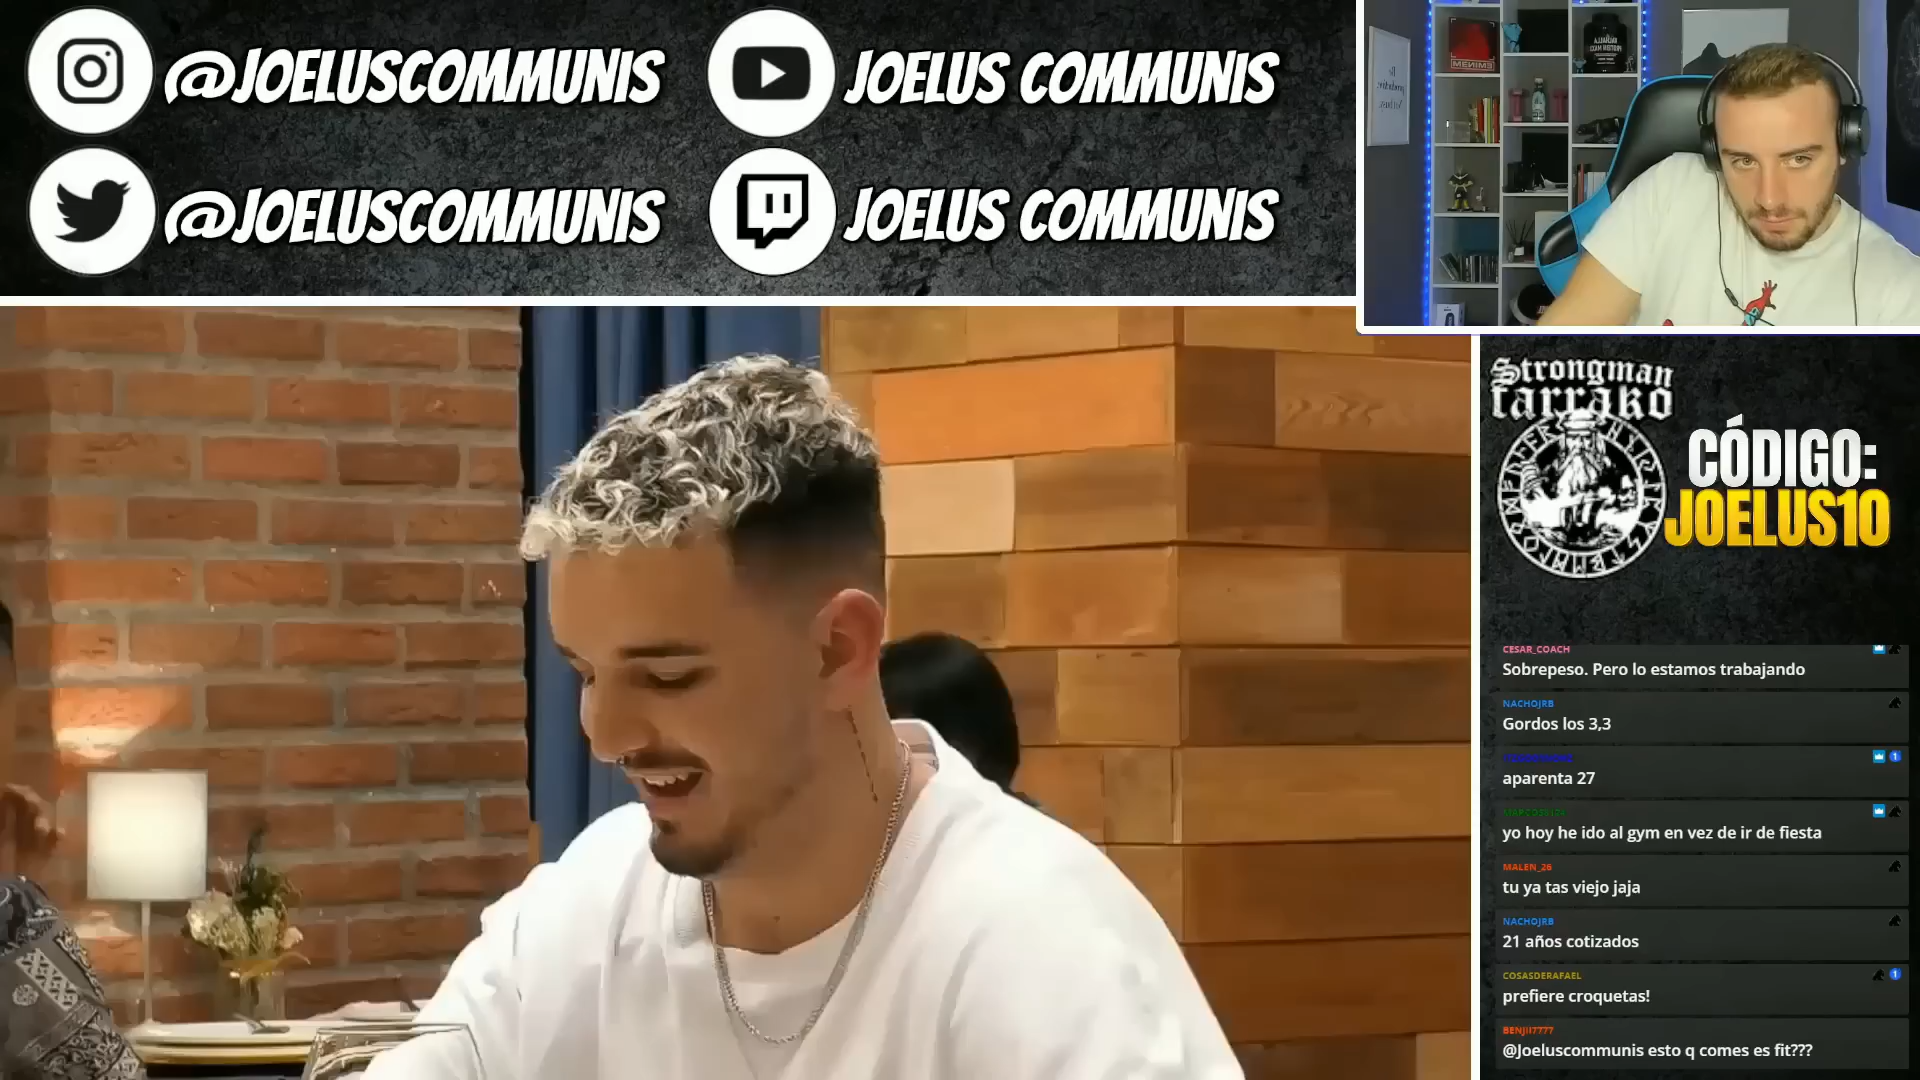 @JOELUSCOMMUNIS
JOELUS COMMUNIS
@JOELUSCOMMUNIS
JOELUS COMMUNIS
Strongman
tarrako
CÓDIGO:
JOELUS10
CESAR_COACH
Sobrepeso. Pero lo estamos trabajando
NACHOJRB
Gordos los 3,3
aparenta 27
yo hoy he ido al gym en vez de ir de fiesta
MALEN_26
tu ya tas viejo jaja
NACHOJRB
21 años cotizados
COSASDERAFAEL
prefiere croquetas!
BENJI17777
@Joeluscommunis esto q comes es fit???